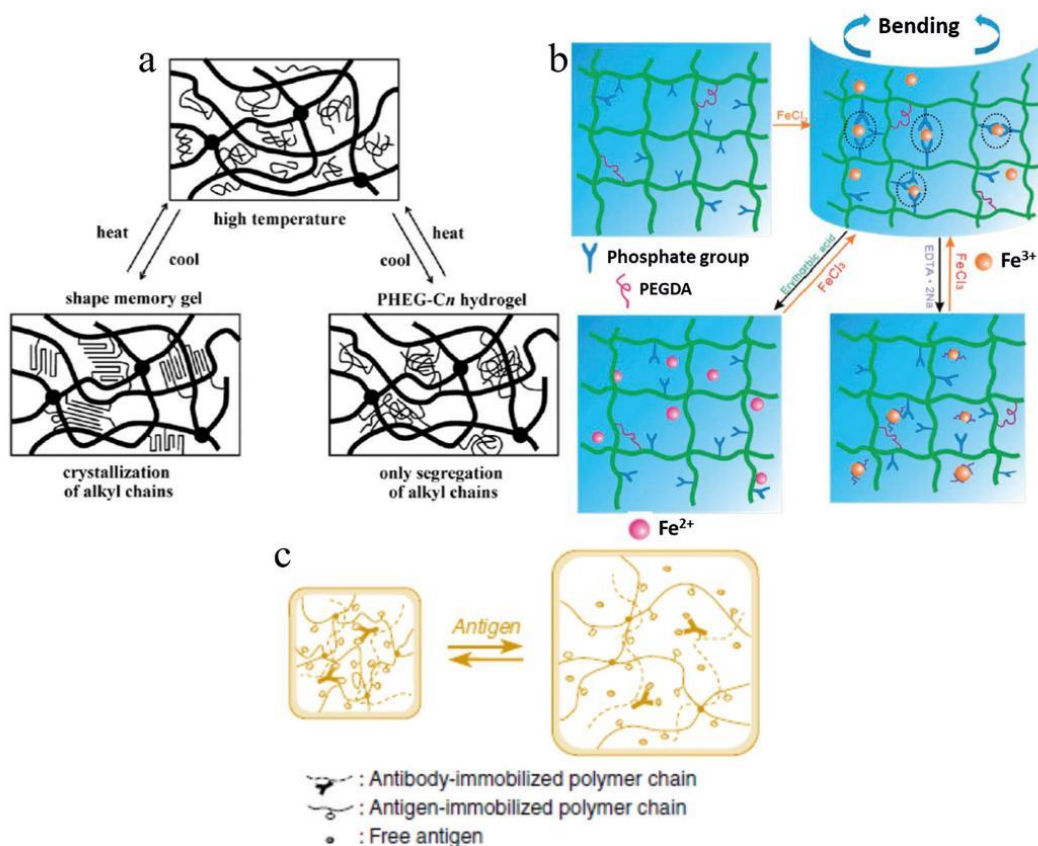 a
high temperature
heat
cool
heat
cool
shape memory gel
PHEG-Cn hydrogel
crystallization
of alkyl chains
only segregation
of alkyl chains
b
Bending
FeCl3
Phosphate group
PEGDA
Erythorbic acid
FeCl3
EDTA • 2Na
FeCl3
Fe3+
Fe2+
c
Antigen
: Antibody-immobilized polymer chain
: Antigen-immobilized polymer chain
: Free antigen